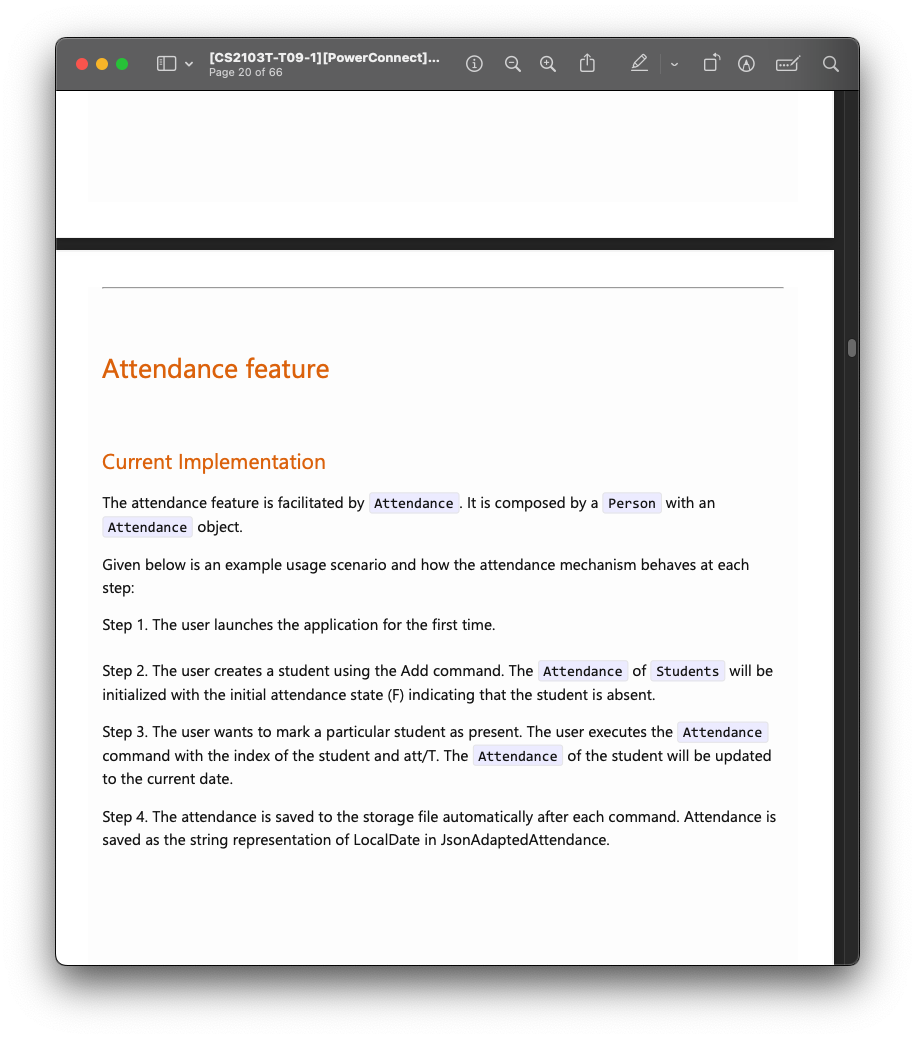 [CS2103T-T09-1][PowerConnect]...
Page 20 of 66
Attendance feature
Current Implementation
The attendance feature is facilitated by Attendance. It is composed by a Person with an
Attendance object.
Given below is an example usage scenario and how the attendance mechanism behaves at each
step:
Step 1. The user launches the application for the first time.
Step 2. The user creates a student using the Add command. The Attendance of Students will be
initialized with the initial attendance state (F) indicating that the student is absent.
Step 3. The user wants to mark a particular student as present. The user executes the Attendance
command with the index of the student and att/T. The Attendance of the student will be updated
to the current date.
Step 4. The attendance is saved to the storage file automatically after each command. Attendance is
saved as the string representation of LocalDate in JsonAdaptedAttendance.